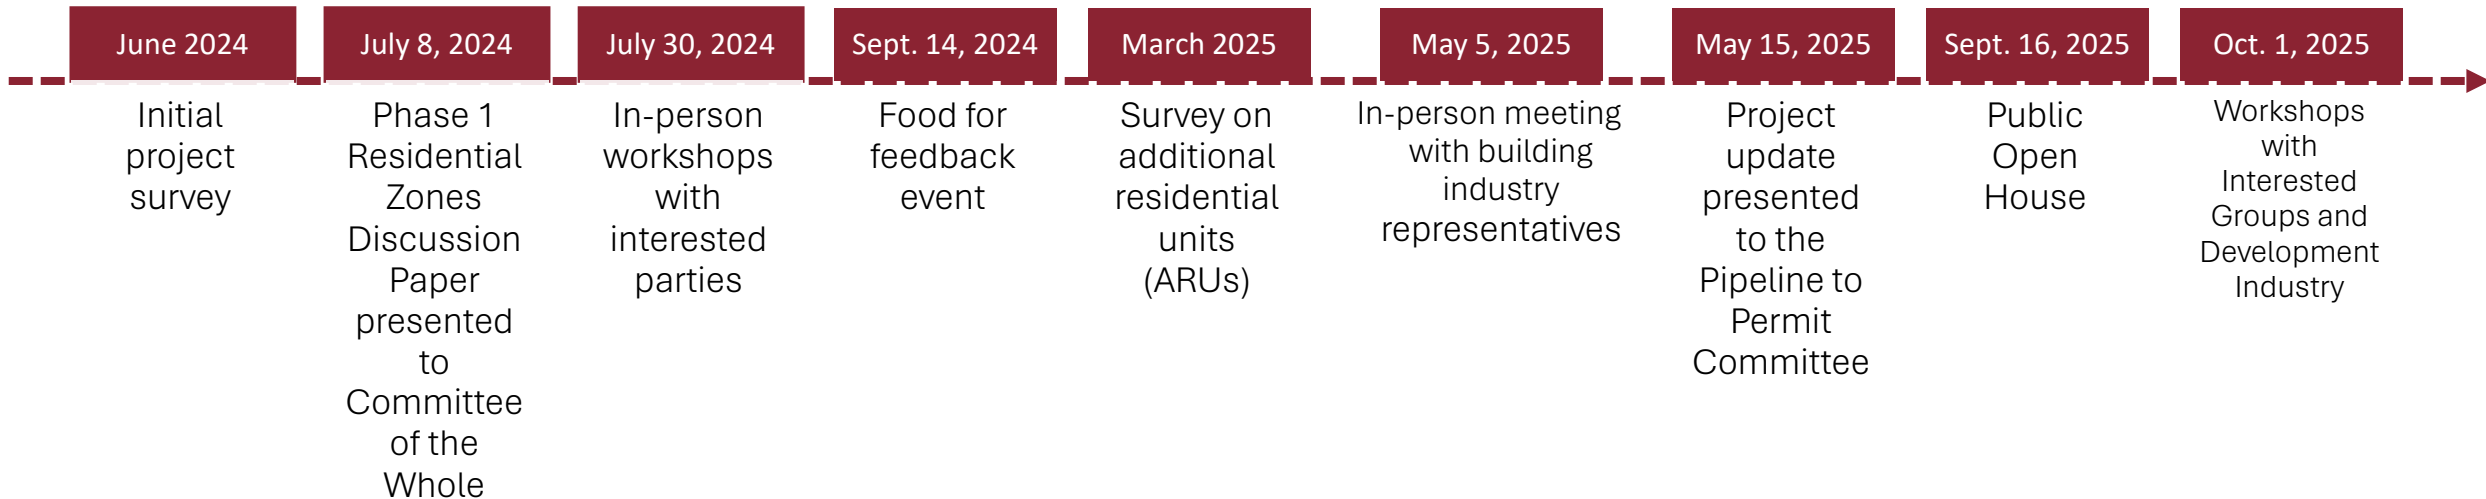 June 2024
Initial
project
survey
July 8, 2024
Phase 1
Residential
Zones
Discussion
Paper
presented
to
Committee
of the
Whole
July 30, 2024
In-person
workshops
with
interested
parties
Sept. 14, 2024
Food for
feedback
event
March 2025
Survey on
additional
residential
units
(ARUs)
May 5, 2025
In-person meeting
with building
industry
representatives
May 15, 2025
Project
update
presented
to the
Pipeline to
Permit
Committee
Sept. 16, 2025
Public
Open
House
Oct. 1, 2025
Workshops
with
Interested
Groups and
Development
Industry